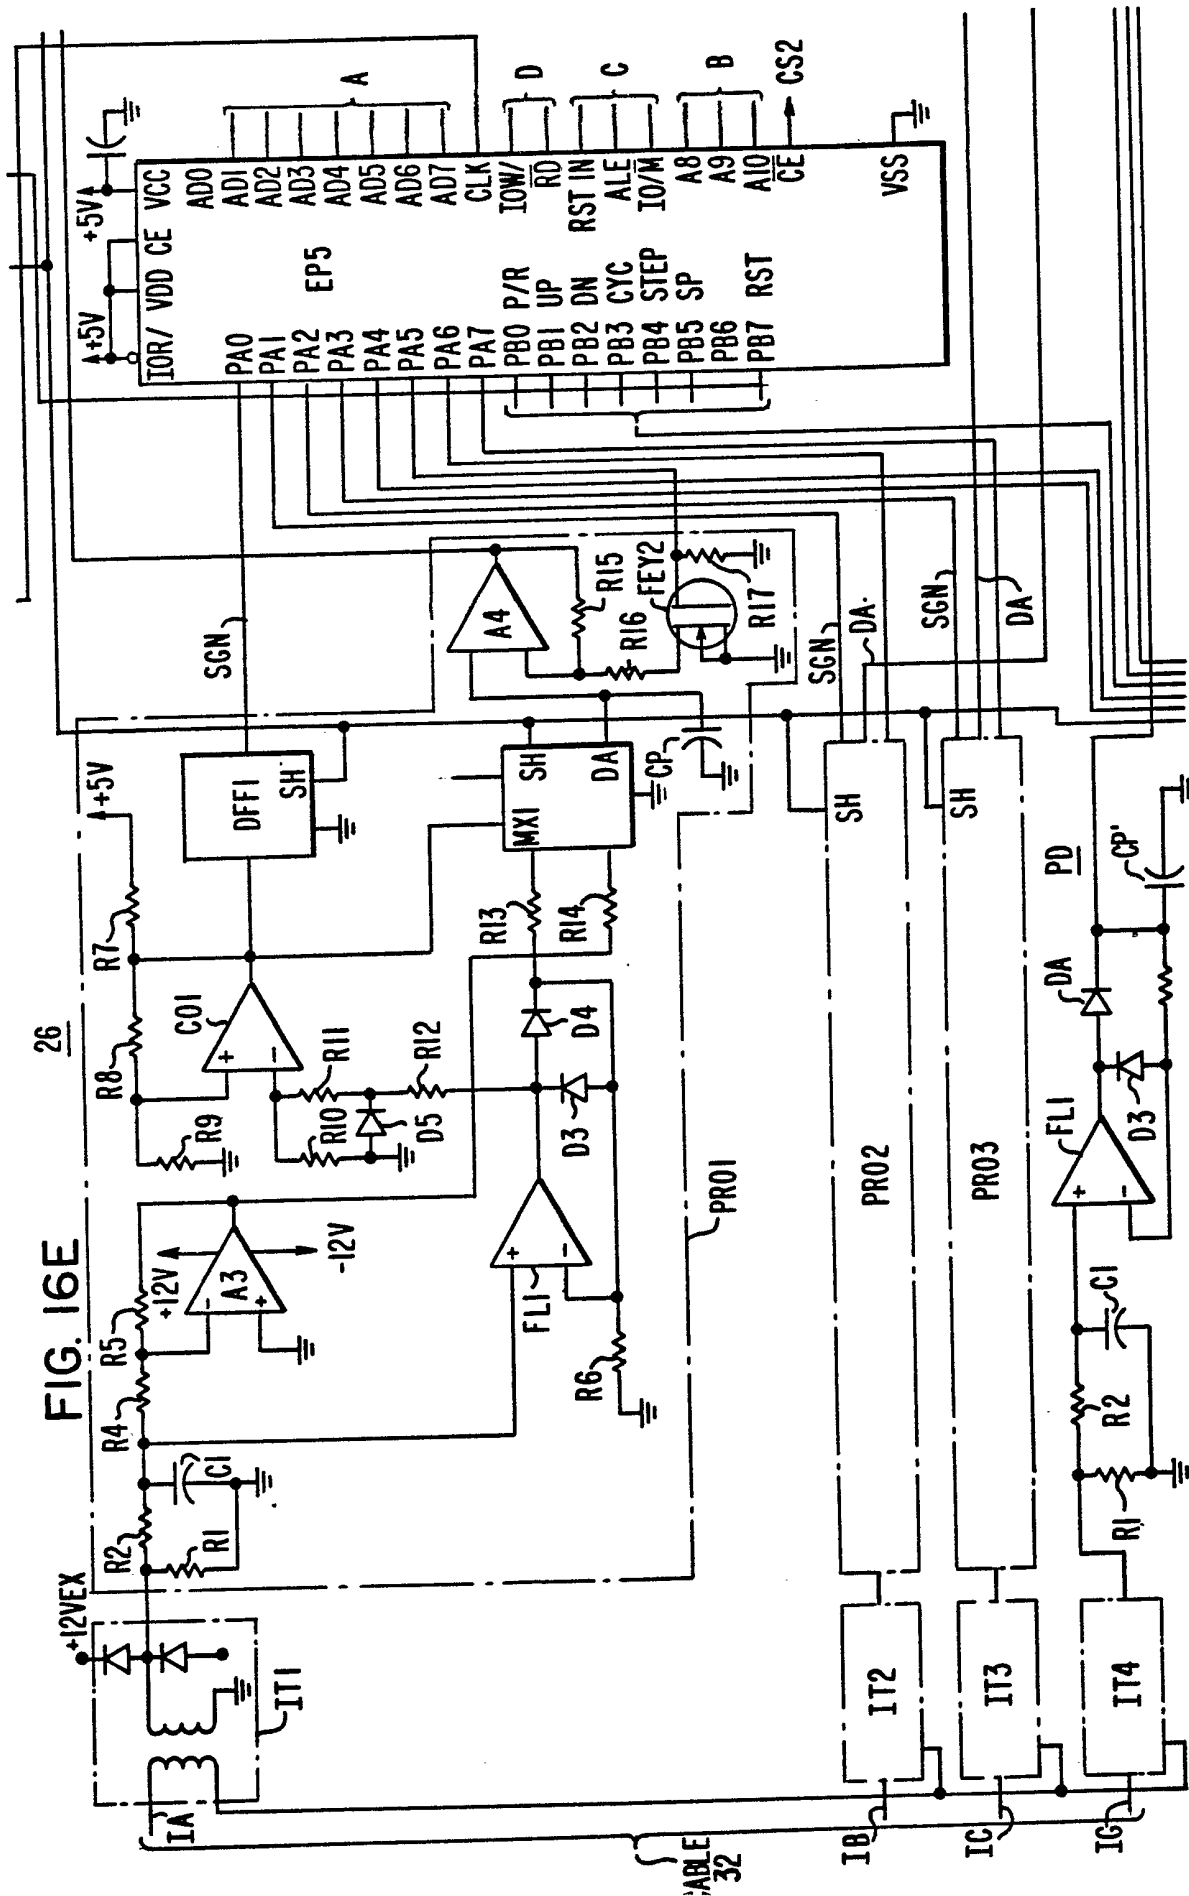 FIG. 16E
26
+12VEX
IT1
IA
CABLE
32
R2
R1
C1
R4
R5
+12V
-12V
A3
R6
FL1
R9
R8
R7
+5V
CO1
R10
R11
D5
R12
D3
D4
R13
R14
DFF1
SH
MX1
SH
DA
CP
PRO1
SGN
A4
R15
R16
FEY2
R17
SGN
DA
SGN
DA
+5V
+5V
IOR/ VDD CE VCC
EP5
PA0
PA1
PA2
PA3
PA4
PA5
PA6
PA7
PB0 P/R
PB1 UP
PB2 DN
PB3 CYC
PB4 STEP
PB5 SP
PB6
PB7 RST
AD0
AD1
AD2
AD3
AD4
AD5
AD6
AD7
CLK
IOW/
RD
RST IN
ALE
IO/M
A8
A9
A10
CE
VSS
A
D
C
B
CS2
IB
IT2
PRO2
SH
IC
IT3
PRO3
SH
IG
IT4
R1
R2
C1
FL1
D3
DA
PD
CP'